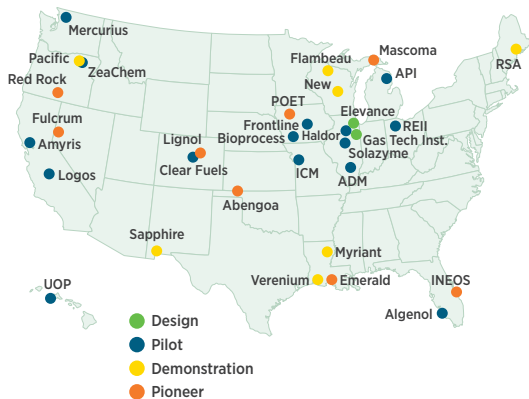 Mercurius
Pacific
ZeaChem
Red Rock
Fulcrum
Amyris
Logos
Lignol
Clear Fuels
Sapphire
UOP
Flambeau
New
Mascoma
API
RSA
POET
Elevance
Frontline
Bioprocess
Haldor
REII
Gas Tech Inst.
Solazyme
ICM
ADM
Abengoa
Myriant
Verenium
Emerald
INEOS
Algenol
Design
Pilot
Demonstration
Pioneer